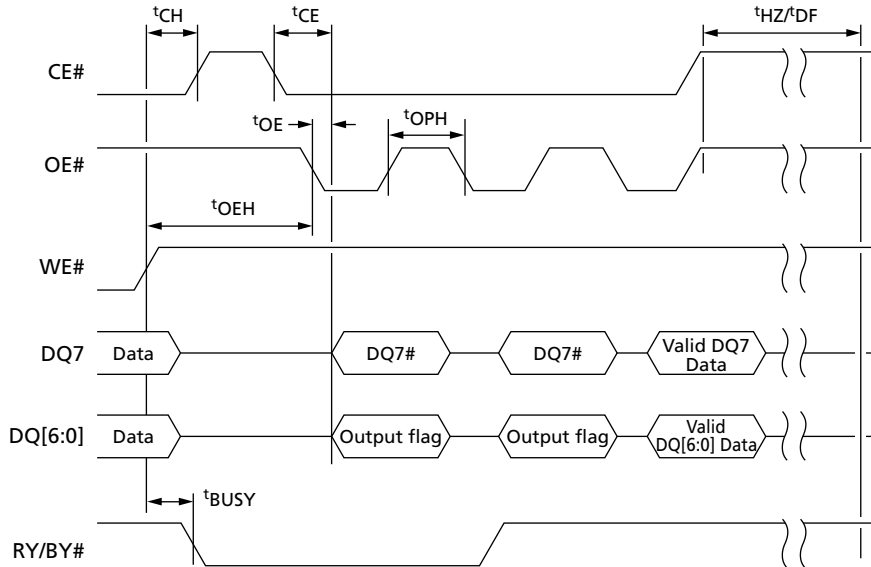 tCH tCE tHZ/tDF
CE#
tOE tOPH
OE#
tOEH
WE#
DQ7 Data DQ7# DQ7# Valid DQ7
Data
DQ[6:0] Data Output flag Output flag Valid
DQ[6:0] Data
tBUSY
RY/BY#